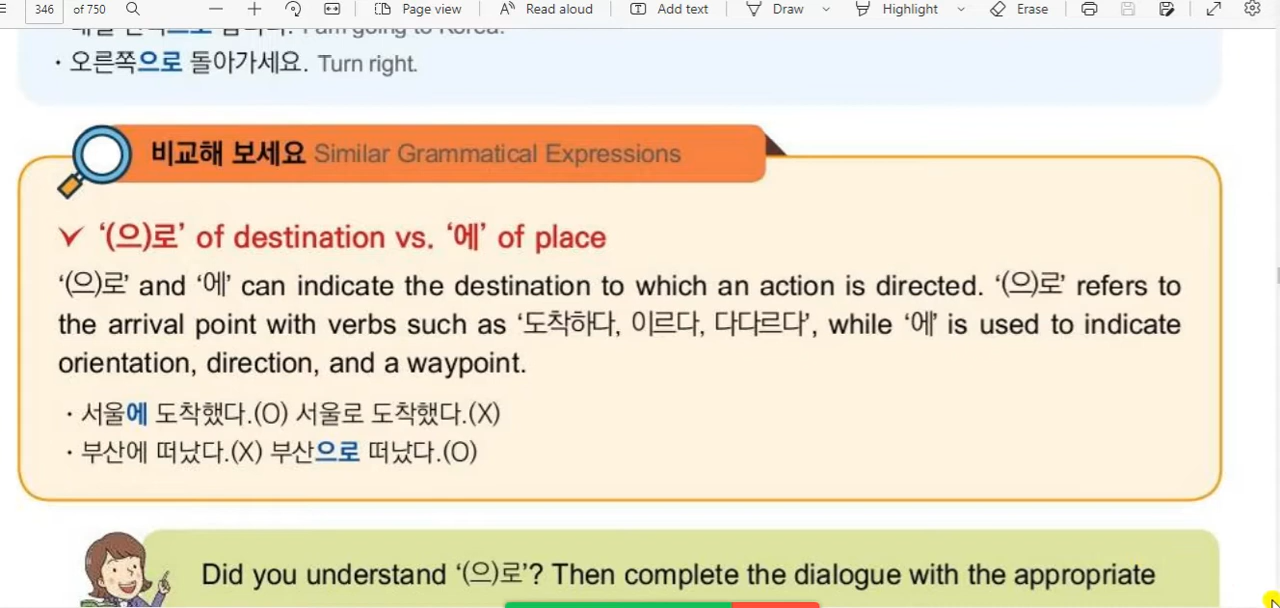 346 of 750 Page view Read aloud Add text Draw Highlight Erase
I am going to Korea.
· 오른쪽으로 돌아가세요. Turn right.
비교해 보세요 Similar Grammatical Expressions
'(으)로' of destination vs. '에' of place
'(으)로' and '에' can indicate the destination to which an action is directed. '(으)로' refers to
the arrival point with verbs such as '도착하다, 이르다, 다다르다', while '에' is used to indicate
orientation, direction, and a waypoint.
· 서울에 도착했다.(O) 서울로 도착했다.(X)
· 부산에 떠났다.(X) 부산으로 떠났다.(O)
Did you understand '(으)로'? Then complete the dialogue with the appropriate